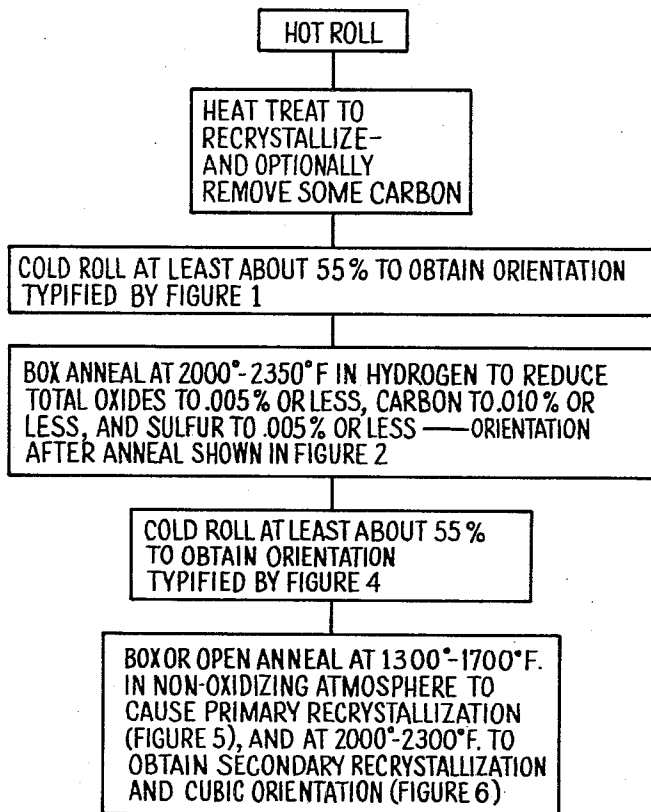 HOT ROLL
HEAT TREAT TO
RECRYSTALLIZE-
AND OPTIONALLY
REMOVE SOME CARBON
COLD ROLL AT LEAST ABOUT 55% TO OBTAIN ORIENTATION
TYPIFIED BY FIGURE 1
BOX ANNEAL AT 2000°-2350°F IN HYDROGEN TO REDUCE
TOTAL OXIDES TO .005% OR LESS, CARBON TO .010% OR
LESS, AND SULFUR TO .005% OR LESS — ORIENTATION
AFTER ANNEAL SHOWN IN FIGURE 2
COLD ROLL AT LEAST ABOUT 55%
TO OBTAIN ORIENTATION
TYPIFIED BY FIGURE 4
BOX OR OPEN ANNEAL AT 1300°-1700°F.
IN NON-OXIDIZING ATMOSPHERE TO
CAUSE PRIMARY RECRYSTALLIZATION
(FIGURE 5), AND AT 2000°-2300°F. TO
OBTAIN SECONDARY RECRYSTALLIZATION
AND CUBIC ORIENTATION (FIGURE 6)